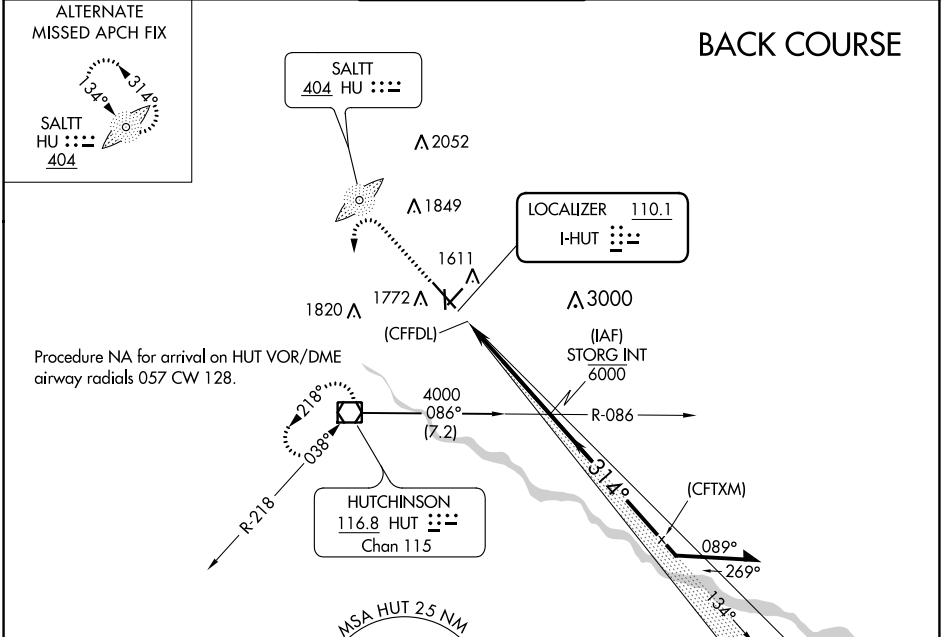 ALTERNATE
MISSED APCH FIX
134°
314°
SALTT
HU
404
BACK COURSE
SALTT
404 HU
2052
1849
LOCALIZER 110.1
I-HUT
1611
1772
1820
3000
(CFFDL)
(IAF)
STORG INT
6000
Procedure NA for arrival on HUT VOR/DME
airway radials 057 CW 128.
4000
086°
(7.2)
R-086
218°
038°
R-218
HUTCHINSON
116.8 HUT
Chan 115
314°
(CFTXM)
089°
269°
134°
MSA HUT 25 NM